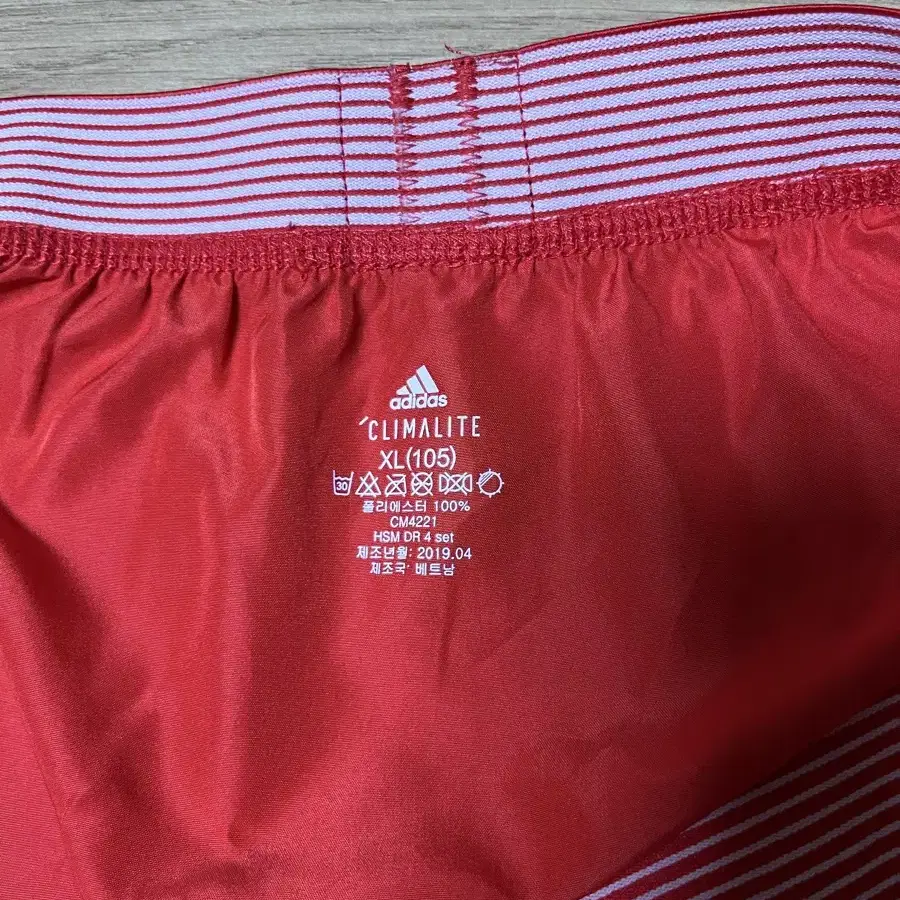 adidas
CLIMALITE
XL(105)
30
폴리에스터 100%
CM4221
HSM DR 4 set
제조년월: 2019.04
제조국: 베트남